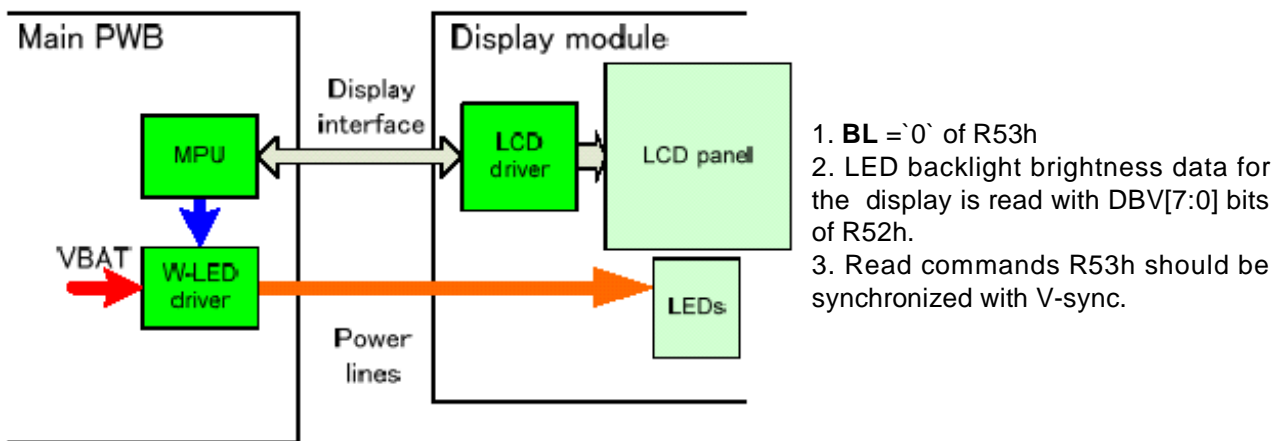 Main PWB
Display module
Display
interface
MPU
LCD
driver
LCD panel
VBAT
W-LED
driver
LEDs
Power
lines
1. BL =`0` of R53h
2. LED backlight brightness data for
the display is read with DBV[7:0] bits
of R52h.
3. Read commands R53h should be
synchronized with V-sync.